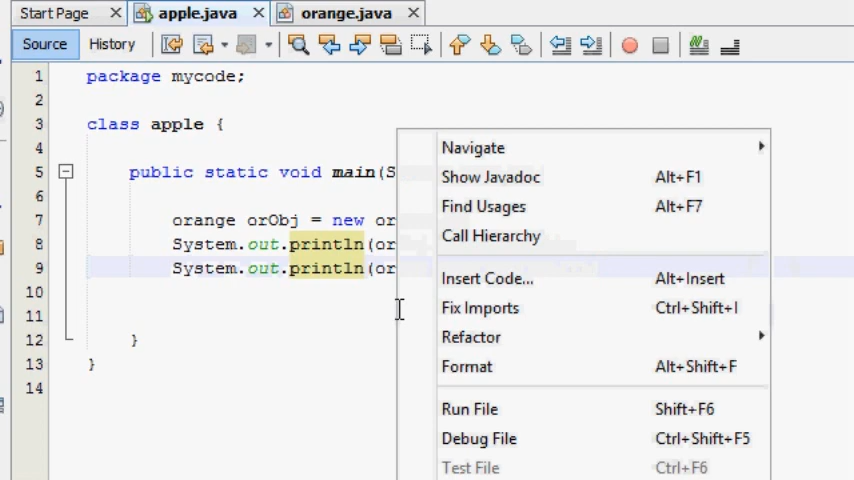 Start Page
apple.java
orange.java
Source
History
1 package mycode;
2
3 class apple {
4
5 public static void main(S
6
7 orange orObj = new or
8 System.out.println(or
9 System.out.println(or
10
11
12 }
13 }
14
Navigate
Show Javadoc Alt+F1
Find Usages Alt+F7
Call Hierarchy
Insert Code... Alt+Insert
Fix Imports Ctrl+Shift+I
Refactor
Format Alt+Shift+F
Run File Shift+F6
Debug File Ctrl+Shift+F5
Test File Ctrl+F6